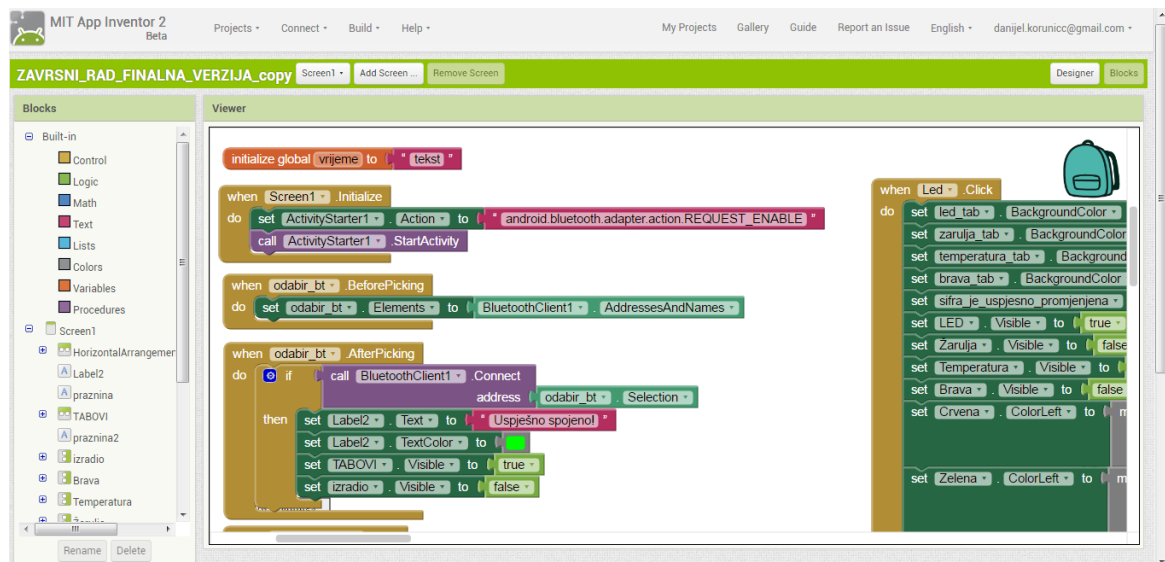 MIT App Inventor 2
Beta
Projects Connect Build Help My Projects Gallery Guide Report an Issue English danijel.korunicc@gmail.com
ZAVRSNI_RAD_FINALNA_VERZIJA_copy Screen1 Add Screen ... Remove Screen Designer Blocks
Blocks
Built-in
Control
Logic
Math
Text
Lists
Colors
Variables
Procedures
Screen1
HorizontalArrangemer
Label2
praznina
TABOVI
praznina2
izradio
Brava
Temperatura
Rename Delete
Viewer
initialize global vrijeme to " tekst "
when Screen1 .Initialize
do set ActivityStarter1 . Action to " android.bluetooth.adapter.action.REQUEST_ENABLE "
call ActivityStarter1 .StartActivity
when odabir_bt .BeforePicking
do set odabir_bt . Elements to BluetoothClient1 . AddressesAndNames
when odabir_bt .AfterPicking
do if call BluetoothClient1 .Connect
address odabir_bt . Selection
then set Label2 . Text to " Uspješno spojeno! "
set Label2 . TextColor to
set TABOVI . Visible to true
set izradio . Visible to false
when Led .Click
do set led_tab . BackgroundColor
set zarulja_tab . BackgroundColor
set temperatura_tab . Background
set brava_tab . BackgroundColor
set sifra_je_uspjesno_promjenjena
set LED . Visible to true
set Žarulja . Visible to false
set Temperatura . Visible to
set Brava . Visible to false
set Crvena . ColorLeft to m
set Zelena . ColorLeft to m